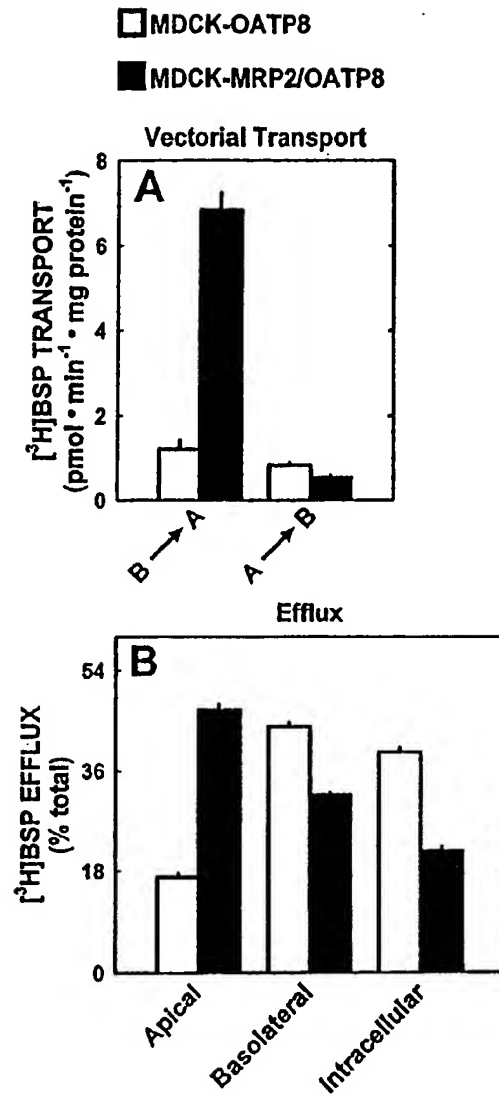 MDCK-OATP8
MDCK-MRP2/OATP8
Vectorial Transport
A
[³H]BSP TRANSPORT
(pmol • min⁻¹ • mg protein⁻¹)
8
6
4
2
0
B → A
A → B
Efflux
B
[³H]BSP EFFLUX
(% total)
54
36
18
0
Apical
Basolateral
Intracellular